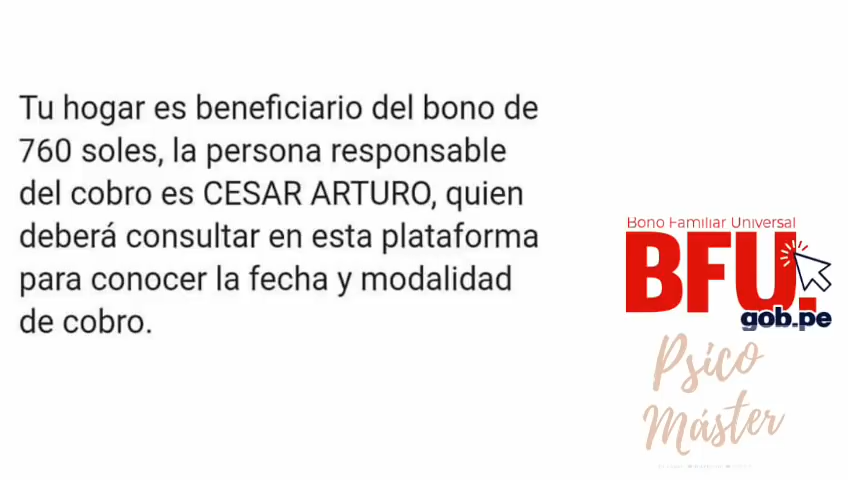 Tu hogar es beneficiario del bono de
760 soles, la persona responsable
del cobro es CESAR ARTURO, quien
deberá consultar en esta plataforma
para conocer la fecha y modalidad
de cobro.
Bono Familiar Universal
BFU.
gob.pe
Psico
Máster